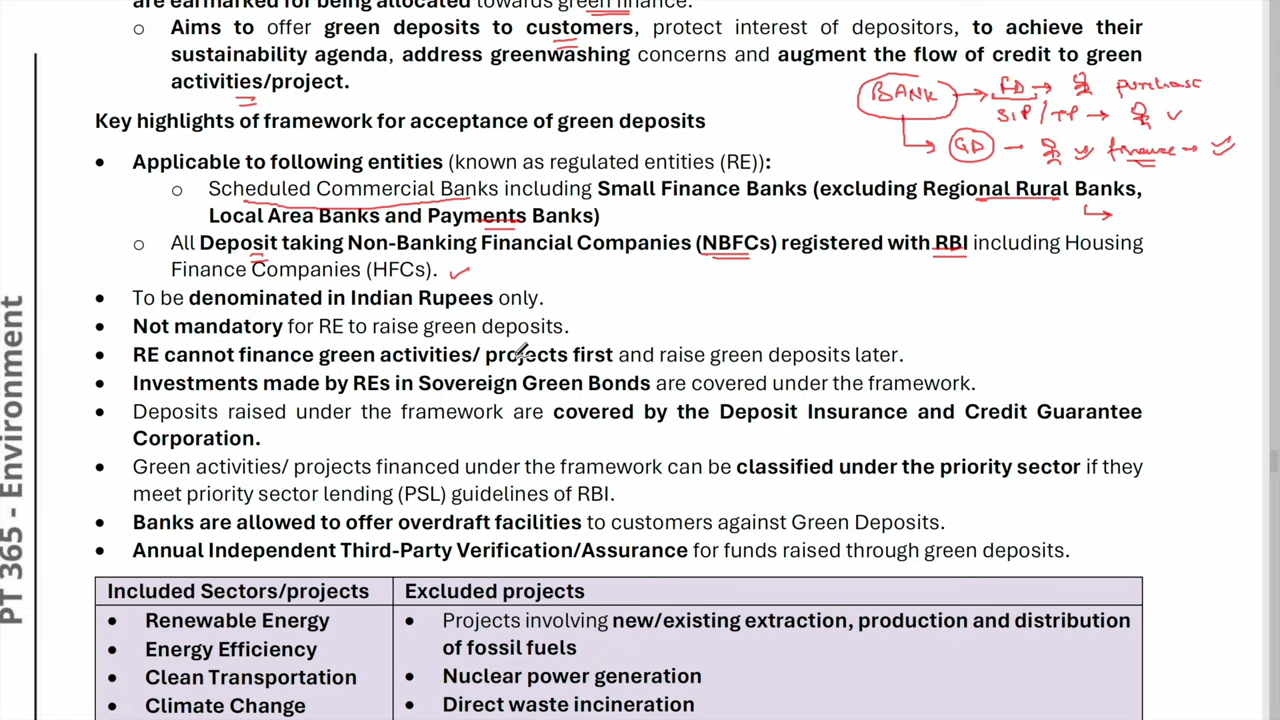 are earmarked for being allocated towards green finance.
○ Aims to offer green deposits to customers, protect interest of depositors, to achieve their
sustainability agenda, address greenwashing concerns and augment the flow of credit to green
activities/project.
BANK → FD → purchase
SIP/TP →
GD — finance →
Key highlights of framework for acceptance of green deposits
• Applicable to following entities (known as regulated entities (RE)):
○ Scheduled Commercial Banks including Small Finance Banks (excluding Regional Rural Banks,
Local Area Banks and Payments Banks)
○ All Deposit taking Non-Banking Financial Companies (NBFCs) registered with RBI including Housing
Finance Companies (HFCs).
• To be denominated in Indian Rupees only.
• Not mandatory for RE to raise green deposits.
• RE cannot finance green activities/ projects first and raise green deposits later.
• Investments made by REs in Sovereign Green Bonds are covered under the framework.
• Deposits raised under the framework are covered by the Deposit Insurance and Credit Guarantee
Corporation.
• Green activities/ projects financed under the framework can be classified under the priority sector if they
meet priority sector lending (PSL) guidelines of RBI.
• Banks are allowed to offer overdraft facilities to customers against Green Deposits.
• Annual Independent Third-Party Verification/Assurance for funds raised through green deposits.
Included Sectors/projects
• Renewable Energy
• Energy Efficiency
• Clean Transportation
• Climate Change
Excluded projects
• Projects involving new/existing extraction, production and distribution
of fossil fuels
• Nuclear power generation
• Direct waste incineration
PT 365 - Environment